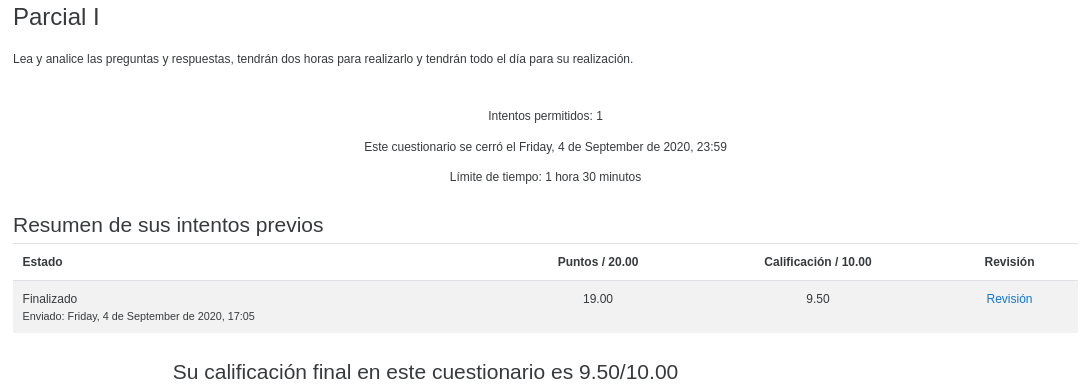 Parcial I
Lea y analice las preguntas y respuestas, tendrán dos horas para realizarlo y tendrán todo el día para su realización.
Intentos permitidos: 1
Este cuestionario se cerró el Friday, 4 de September de 2020, 23:59
Límite de tiempo: 1 hora 30 minutos
Resumen de sus intentos previos
Estado Puntos / 20.00 Calificación / 10.00 Revisión
Finalizado 19.00 9.50 Revisión
Enviado: Friday, 4 de September de 2020, 17:05
Su calificación final en este cuestionario es 9.50/10.00